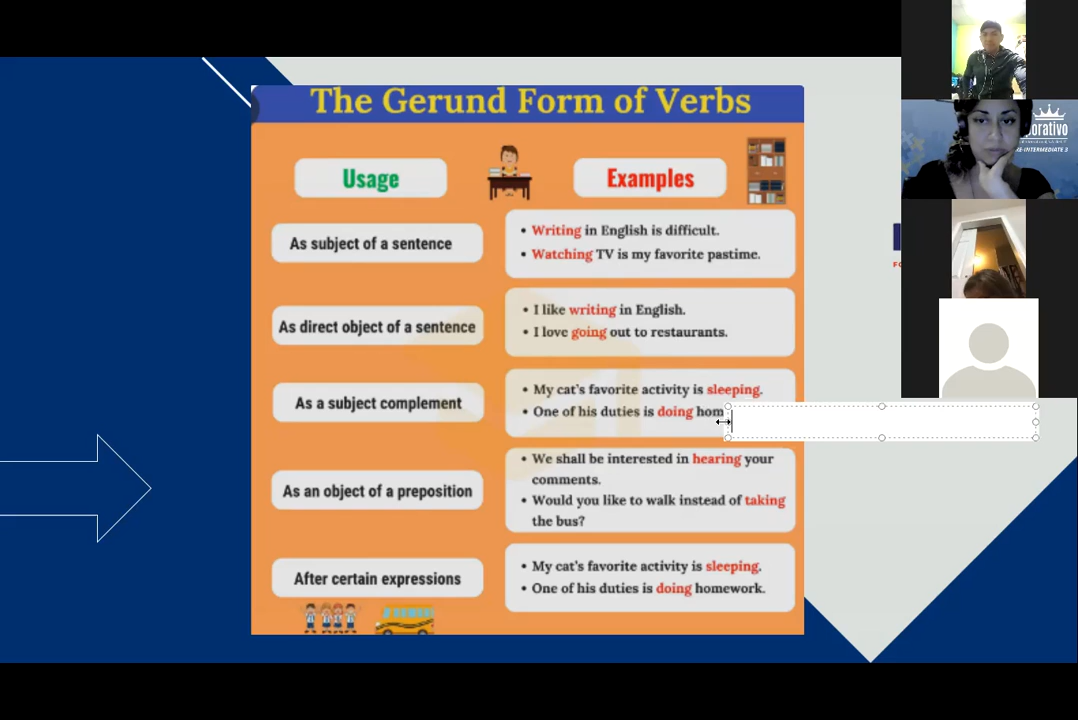 The Gerund Form of Verbs
Usage
Examples
As subject of a sentence
• Writing in English is difficult.
• Watching TV is my favorite pastime.
As direct object of a sentence
• I like writing in English.
• I love going out to restaurants.
As a subject complement
• My cat's favorite activity is sleeping.
• One of his duties is doing hom
As an object of a preposition
• We shall be interested in hearing your
comments.
• Would you like to walk instead of taking
the bus?
After certain expressions
• My cat's favorite activity is sleeping.
• One of his duties is doing homework.
porativo
RE-INTERMEDIATE 3